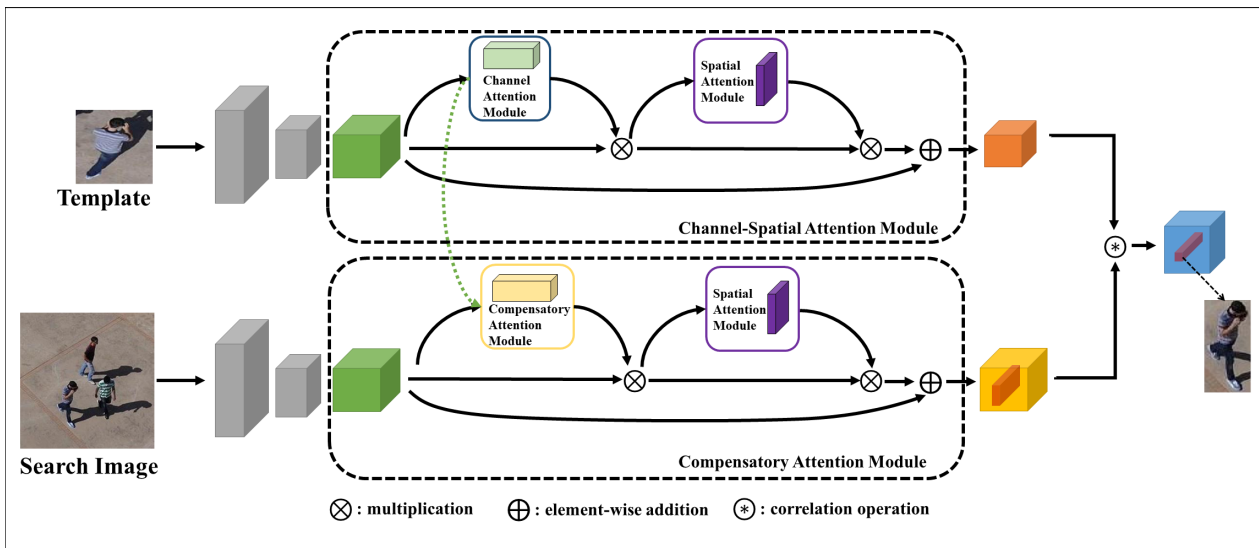 Channel
Attention
Module
Spatial
Attention
Module
Template
Channel-Spatial Attention Module
Compensatory
Attention
Module
Spatial
Attention
Module
Search Image
Compensatory Attention Module
: multiplication
: element-wise addition
: correlation operation